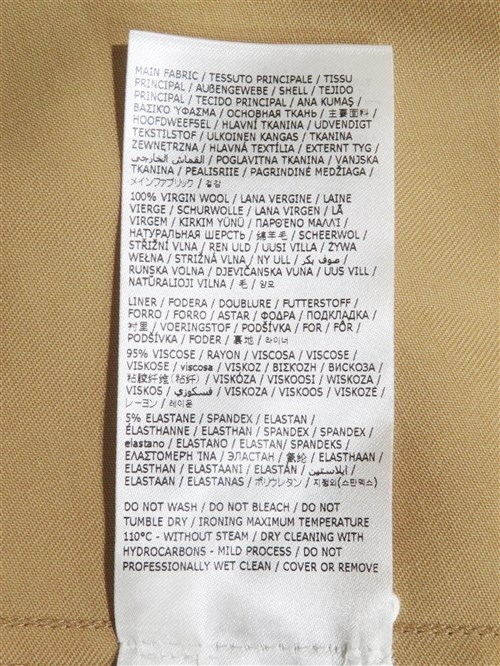 MAIN FABRIC / TESSUTO PRINCIPALE / TISSU
PRINCIPAL / AUßENGEWEBE / SHELL / TEJIDO
PRINCIPAL / TECIDO PRINCIPAL / ANA KUMAŞ /
ΒΑΣΙΚΟ ΎΦΑΣΜΑ / ОСНОВНАЯ ТКАНЬ / 主要面料 /
HOOFDWEEFSEL / HLAVNÍ TKANINA / UDVENDIGT
TEKSTILSTOF / ULKOINEN KANGAS / TKANINA
ZEWNĘTRZNA / HLAVNÁ TEXTÍLIA / EXTERNT TYG /
القماش الخارجي / POGLAVITNA TKANINA / VANJSKA
TKANINA / PEALISRIIE / PAGRINDINĖ MEDŽIAGA /
メインファブリック / 겉감
100% VIRGIN WOOL / LANA VERGINE / LAINE
VIERGE / SCHURWOLLE / LANA VIRGEN / LÃ
VIRGEM / KIRKIM YÜNÜ / ΠΑΡΘΕΝΟ ΜΑΛΛΙ /
НАТУРАЛЬНАЯ ШЕРСТЬ / 绵羊毛 / SCHEERWOL /
STŘIŽNÍ VLNA / REN ULD / UUSI VILLA / ŻYWA
WEŁNA / STRIŽNÁ VLNA / NY ULL / صوف بكر /
RUNSKA VOLNA / DJEVIČANSKA VUNA / UUS VILL /
NATŪRALIOJI VILNA / 毛 / 양모
LINER / FODERA / DOUBLURE / FUTTERSTOFF /
FORRO / FORRO / ASTAR / ΦΟΔΡΑ / ПОДКЛАДКА /
衬里 / VOERINGSTOF / PODŠÍVKA / FOR / FÔR /
PODŠÍVKA / FODER / 裏地 / 라이너
95% VISCOSE / RAYON / VISCOSA / VISCOSE /
VISKOSE / viscosa / VISKOZ / ΒΙΣΚΟΖΗ / ВИСКОЗА /
粘胶纤维(粘纤) / VISKÓZA / VISKOOSI / WISKOZA /
VISKOS / فسكوزي / VISKOZA / VISKOOS / VISKOZĖ /
レーヨン / 레이온
5% ELASTANE / SPANDEX / ELASTAN /
ÉLASTHANNE / ELASTHAN / SPANDEX / SPANDEX /
elastano / ELASTANO / ELASTAN/ SPANDEKS /
ΕΛΑΣΤΟΜΕΡΗ ΊΝΑ / ЭЛАСТАН / 氨纶 / ELASTHAAN /
ELASTHAN / ELASTAANI / ELASTÁN / ايلاستين /
ELASTAAN / ELASTANAS / ポリウレタン / 지정외(스판덱스)
DO NOT WASH / DO NOT BLEACH / DO NOT
TUMBLE DRY / IRONING MAXIMUM TEMPERATURE
110°C - WITHOUT STEAM / DRY CLEANING WITH
HYDROCARBONS - MILD PROCESS / DO NOT
PROFESSIONALLY WET CLEAN / COVER OR REMOVE